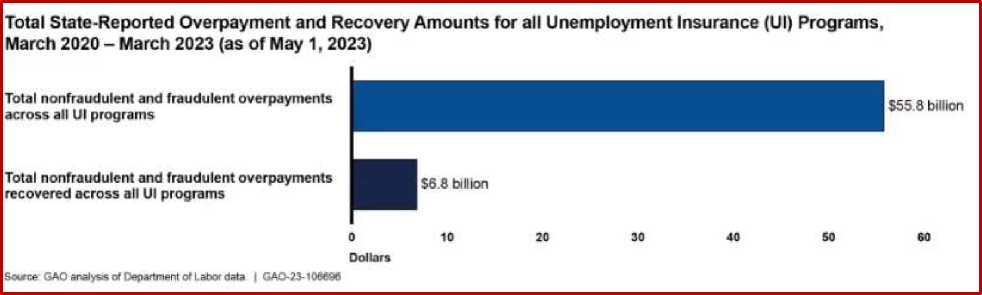 Total State-Reported Overpayment and Recovery Amounts for all Unemployment Insurance (UI) Programs,
March 2020 – March 2023 (as of May 1, 2023)
Total nonfraudulent and fraudulent overpayments
across all UI programs
$55.8 billion
Total nonfraudulent and fraudulent overpayments
recovered across all UI programs
$6.8 billion
0 10 20 30 40 50 60
Dollars
Source: GAO analysis of Department of Labor data. | GAO-23-106696